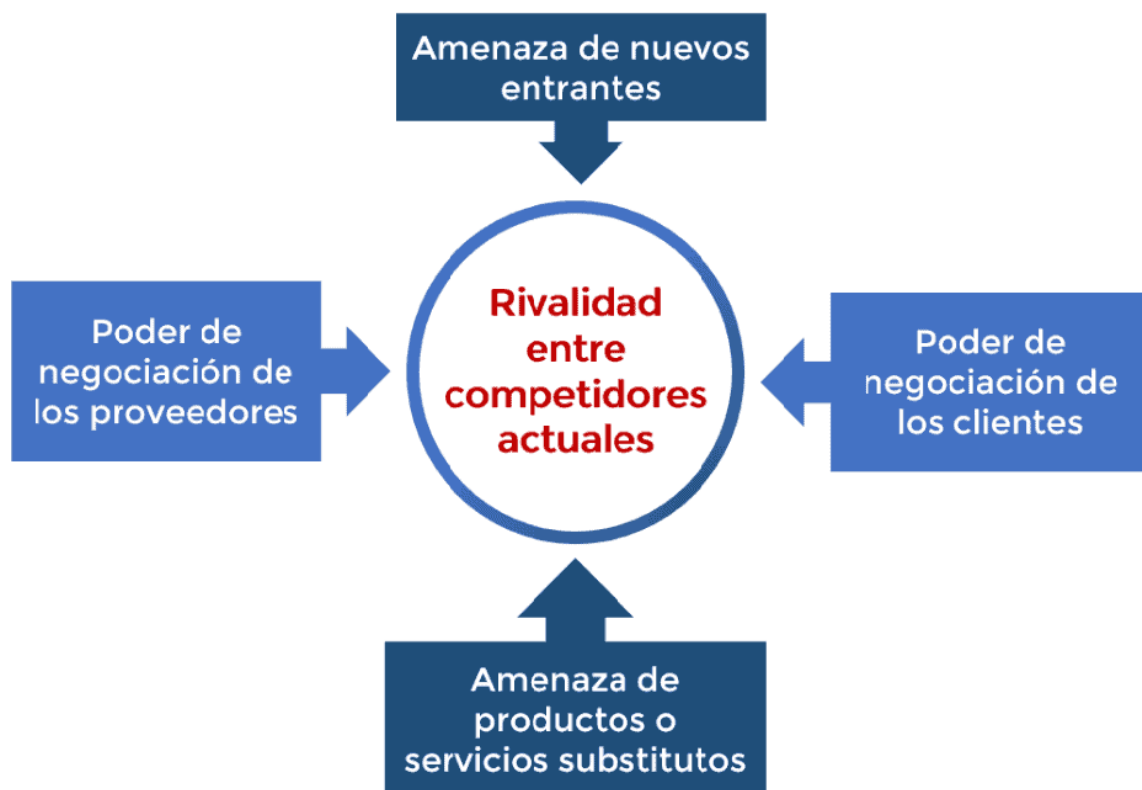 Amenaza de nuevos
entrantes
Poder de
negociación de
los proveedores
Rivalidad
entre
competidores
actuales
Poder de
negociación de
los clientes
Amenaza de
productos o
servicios substitutos